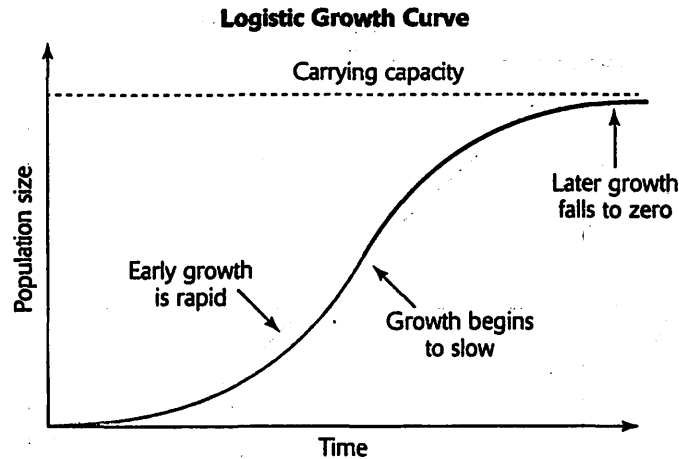 Logistic Growth Curve
Carrying capacity
Population size
Later growth
falls to zero
Early growth
is rapid
Growth begins
to slow
Time